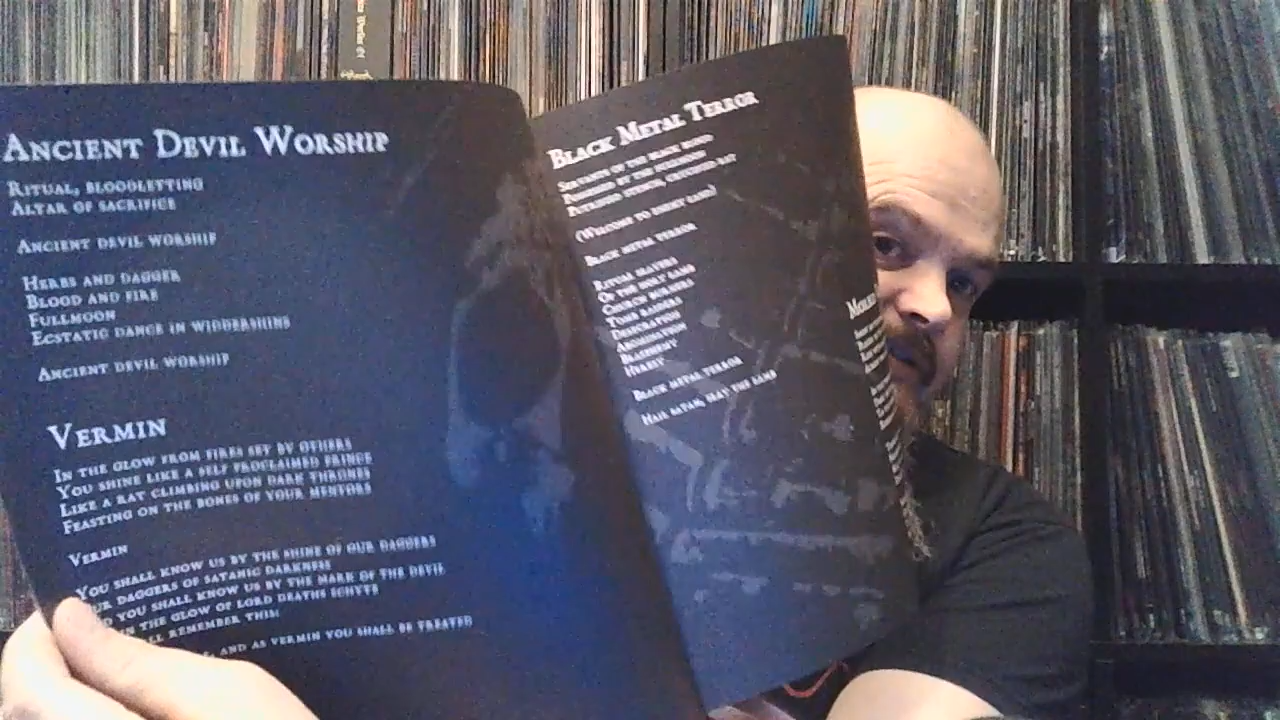 ANCIENT DEVIL WORSHIP
RITUAL, BLOODLETTING
ALTAR OF SACRIFICE
ANCIENT DEVIL WORSHIP
HERBS AND DAGGER
BLOOD AND FIRE
FULLMOON
ECSTATIC DANCE IN WIDDERSHINS
ANCIENT DEVIL WORSHIP
VERMIN
IN THE GLOW FROM FIRES SET BY OTHERS
YOU SHINE LIKE A SELF PROCLAIMED PRINCE
LIKE A RAT CLIMBING UPON DARK THRONES
FEASTING ON THE BONES OF YOUR MENTORS
VERMIN
YOU SHALL KNOW US BY THE SHINE OF OUR DAGGERS
DAGGERS OF SATANIC DARKNESS
YOU SHALL KNOW US BY THE MARK OF THE DEVIL
IN THE GLOW OF LORD DEATHS SCHYTE
REMEMBER THIS
AND AS VERMIN YOU SHALL BE TREATED
BLACK METAL TERROR
SERVANTS OF THE BLACK BLOOD
POSSESSED BY THE
PUTRIFIED STENCH, CRUCIFIED RAT
(WELCOME TO ENEMY LAND)
BLACK METAL TERROR
RITUAL SLAYERS
OF THE HOLY LAMB
CHURCH BURNERS
TOMB RAIDERS
DESECRATION
ABOMINATION
BLASPHEMY
HERESY
BLACK METAL TERROR
HAIL SATAN, SLAY THE LAMB